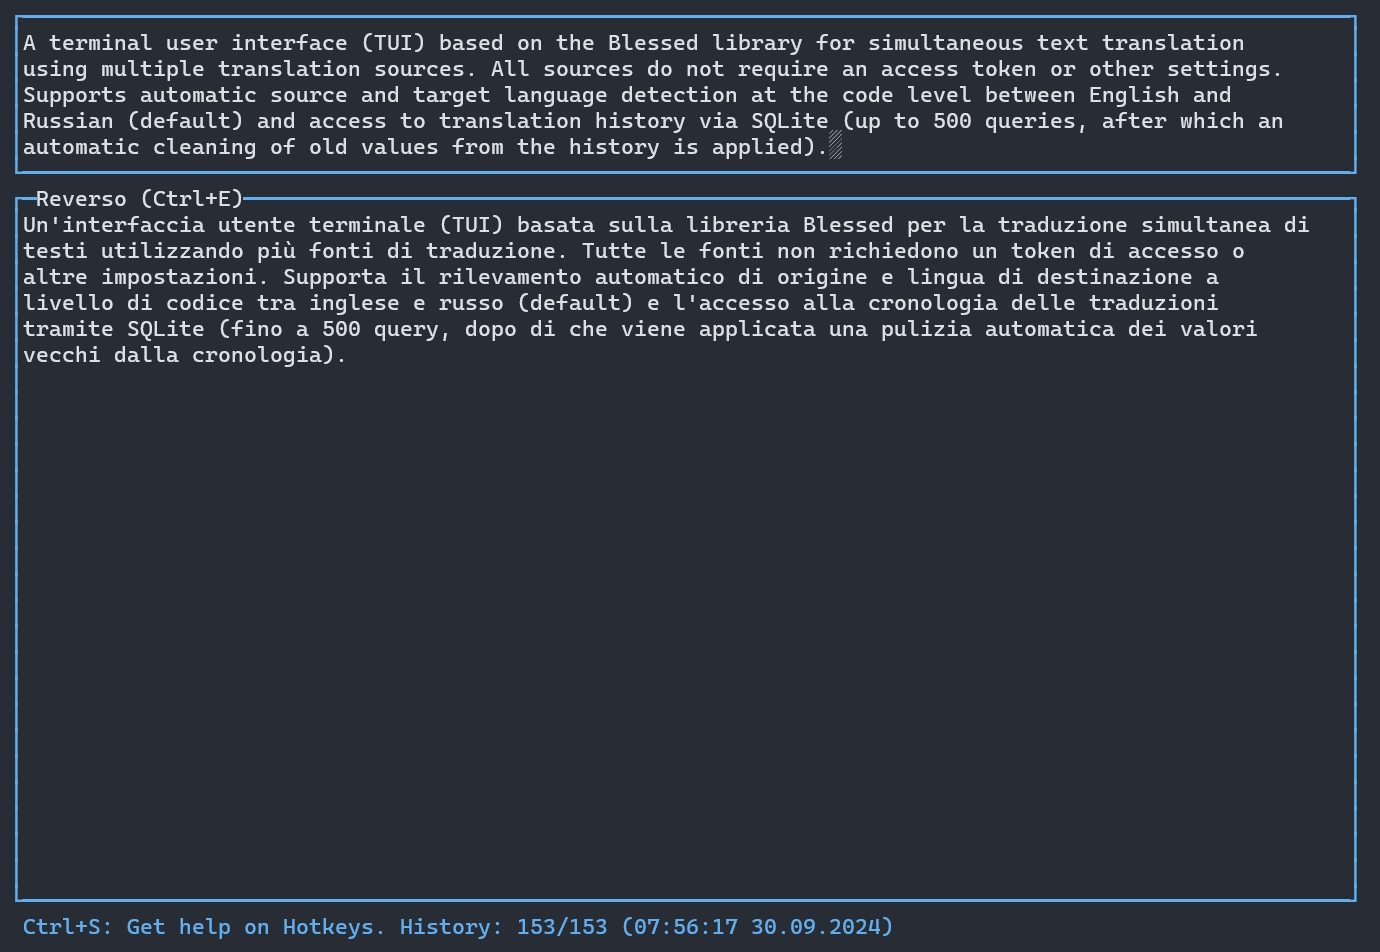 A terminal user interface (TUI) based on the Blessed library for simultaneous text translation
using multiple translation sources. All sources do not require an access token or other settings.
Supports automatic source and target language detection at the code level between English and
Russian (default) and access to translation history via SQLite (up to 500 queries, after which an
automatic cleaning of old values from the history is applied).
Reverso (Ctrl+E)
Un'interfaccia utente terminale (TUI) basata sulla libreria Blessed per la traduzione simultanea di
testi utilizzando più fonti di traduzione. Tutte le fonti non richiedono un token di accesso o
altre impostazioni. Supporta il rilevamento automatico di origine e lingua di destinazione a
livello di codice tra inglese e russo (default) e l'accesso alla cronologia delle traduzioni
tramite SQLite (fino a 500 query, dopo di che viene applicata una pulizia automatica dei valori
vecchi dalla cronologia).
Ctrl+S: Get help on Hotkeys. History: 153/153 (07:56:17 30.09.2024)